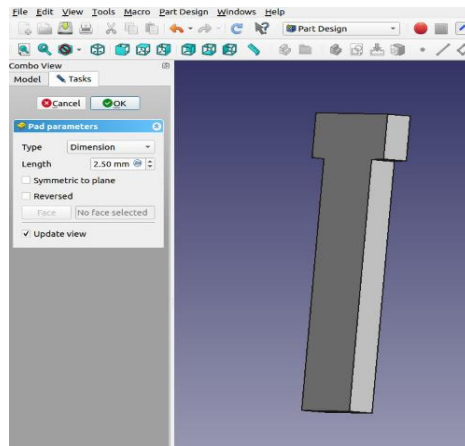 File Edit View Tools Macro Part Design Windows Help
Part Design
Combo View
Model Tasks
Cancel OK
Pad parameters
Type Dimension
Length 2.50 mm
Symmetric to plane
Reversed
Face No face selected
Update view